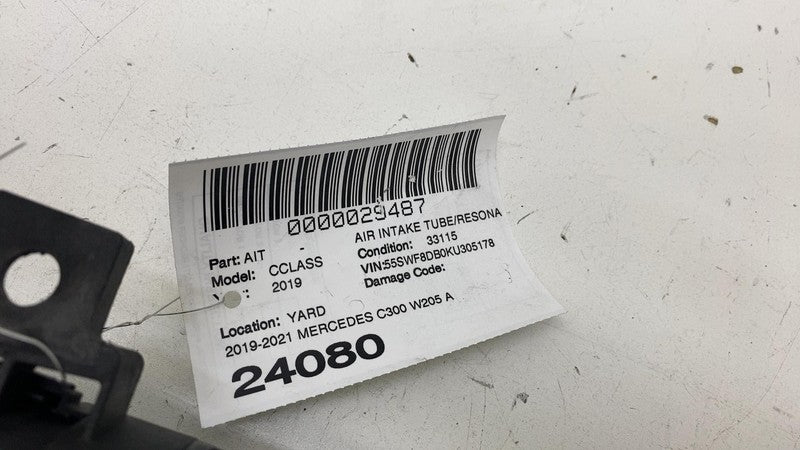 0000029487
Part: AIT - AIR INTAKE TUBE/RESONA
Model: CCLASS Condition: 33115
2019 VIN:55SWF8DB0KU305178
Damage Code:
Location: YARD
2019-2021 MERCEDES C300 W205 A
24080